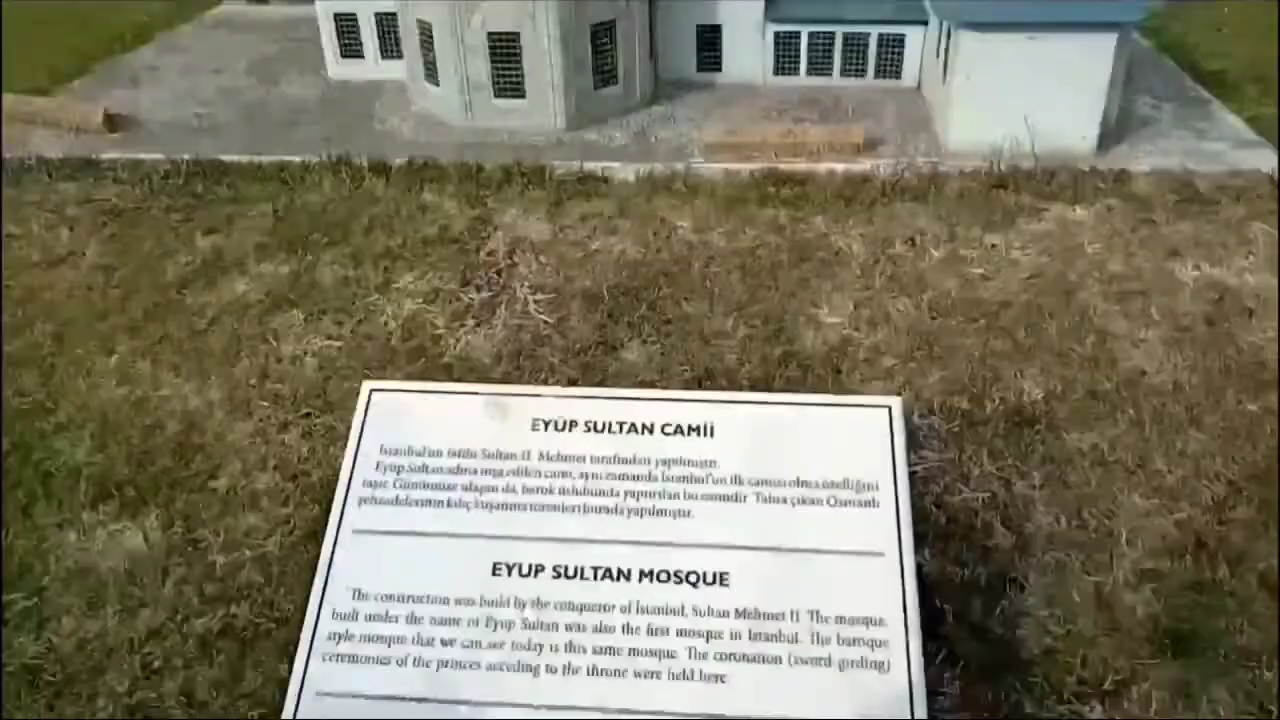 EYÜP SULTAN CAMİİ
İstanbul'un fatihi Sultan II. Mehmet tarafından yapılmıştır.
Eyüp Sultan adına inşa edilen cami, aynı zamanda İstanbul'un ilk camisi olma özelliğini
taşır. Günümüze ulaşan da, barok üslubunda yaptırılan bu camidir. Tahta çıkan Osmanlı
şehzadelerinin kılıç kuşanma törenleri burada yapılmıştır.
EYUP SULTAN MOSQUE
The construction was build by the conqueror of İstanbul, Sultan Mehmet II. The mosque,
built under the name of Eyup Sultan was also the first mosque in İstanbul. The baroque
style mosque that we can see today is this same mosque. The coronation (sword girding)
ceremonies of the princes acceding to the throne were held here